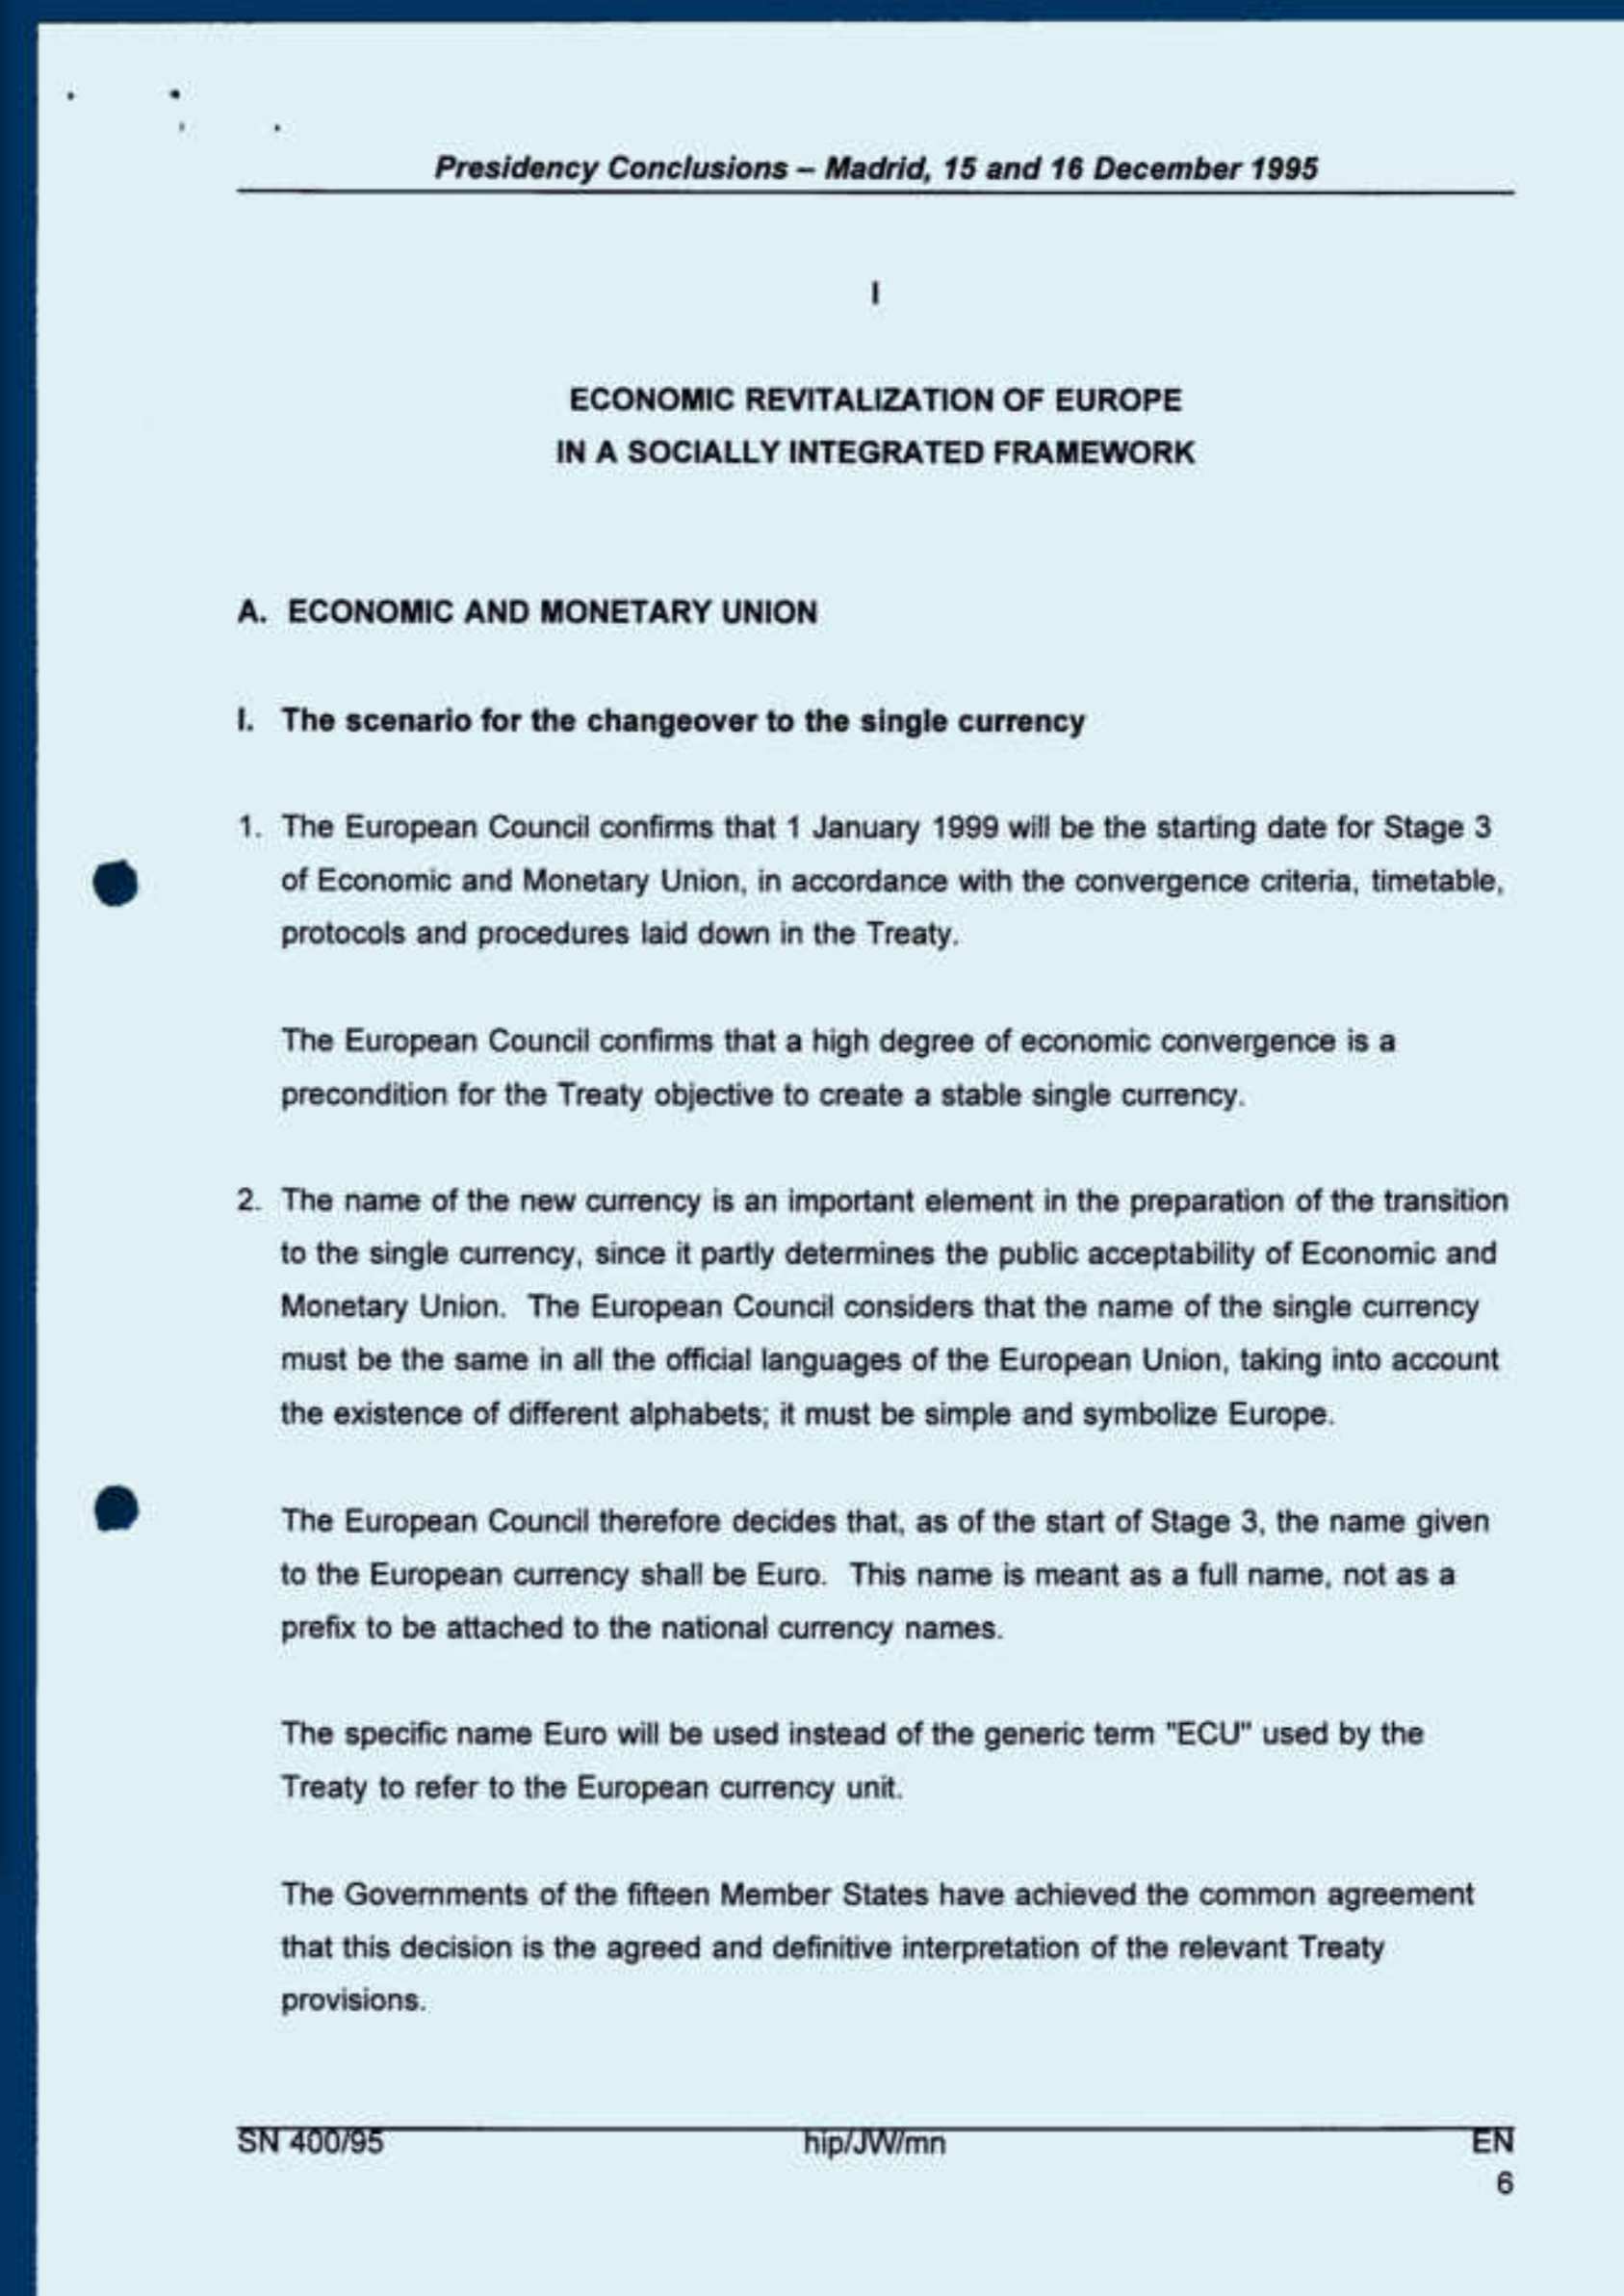 Presidency Conclusions – Madrid, 15 and 16 December 1995
I
ECONOMIC REVITALIZATION OF EUROPE
IN A SOCIALLY INTEGRATED FRAMEWORK
A. ECONOMIC AND MONETARY UNION
I. The scenario for the changeover to the single currency
1. The European Council confirms that 1 January 1999 will be the starting date for Stage 3
of Economic and Monetary Union, in accordance with the convergence criteria, timetable,
protocols and procedures laid down in the Treaty.
The European Council confirms that a high degree of economic convergence is a
precondition for the Treaty objective to create a stable single currency.
2. The name of the new currency is an important element in the preparation of the transition
to the single currency, since it partly determines the public acceptability of Economic and
Monetary Union. The European Council considers that the name of the single currency
must be the same in all the official languages of the European Union, taking into account
the existence of different alphabets; it must be simple and symbolize Europe.
The European Council therefore decides that, as of the start of Stage 3, the name given
to the European currency shall be Euro. This name is meant as a full name, not as a
prefix to be attached to the national currency names.
The specific name Euro will be used instead of the generic term "ECU" used by the
Treaty to refer to the European currency unit.
The Governments of the fifteen Member States have achieved the common agreement
that this decision is the agreed and definitive interpretation of the relevant Treaty
provisions.
SN 400/95 hip/JW/mn EN
6